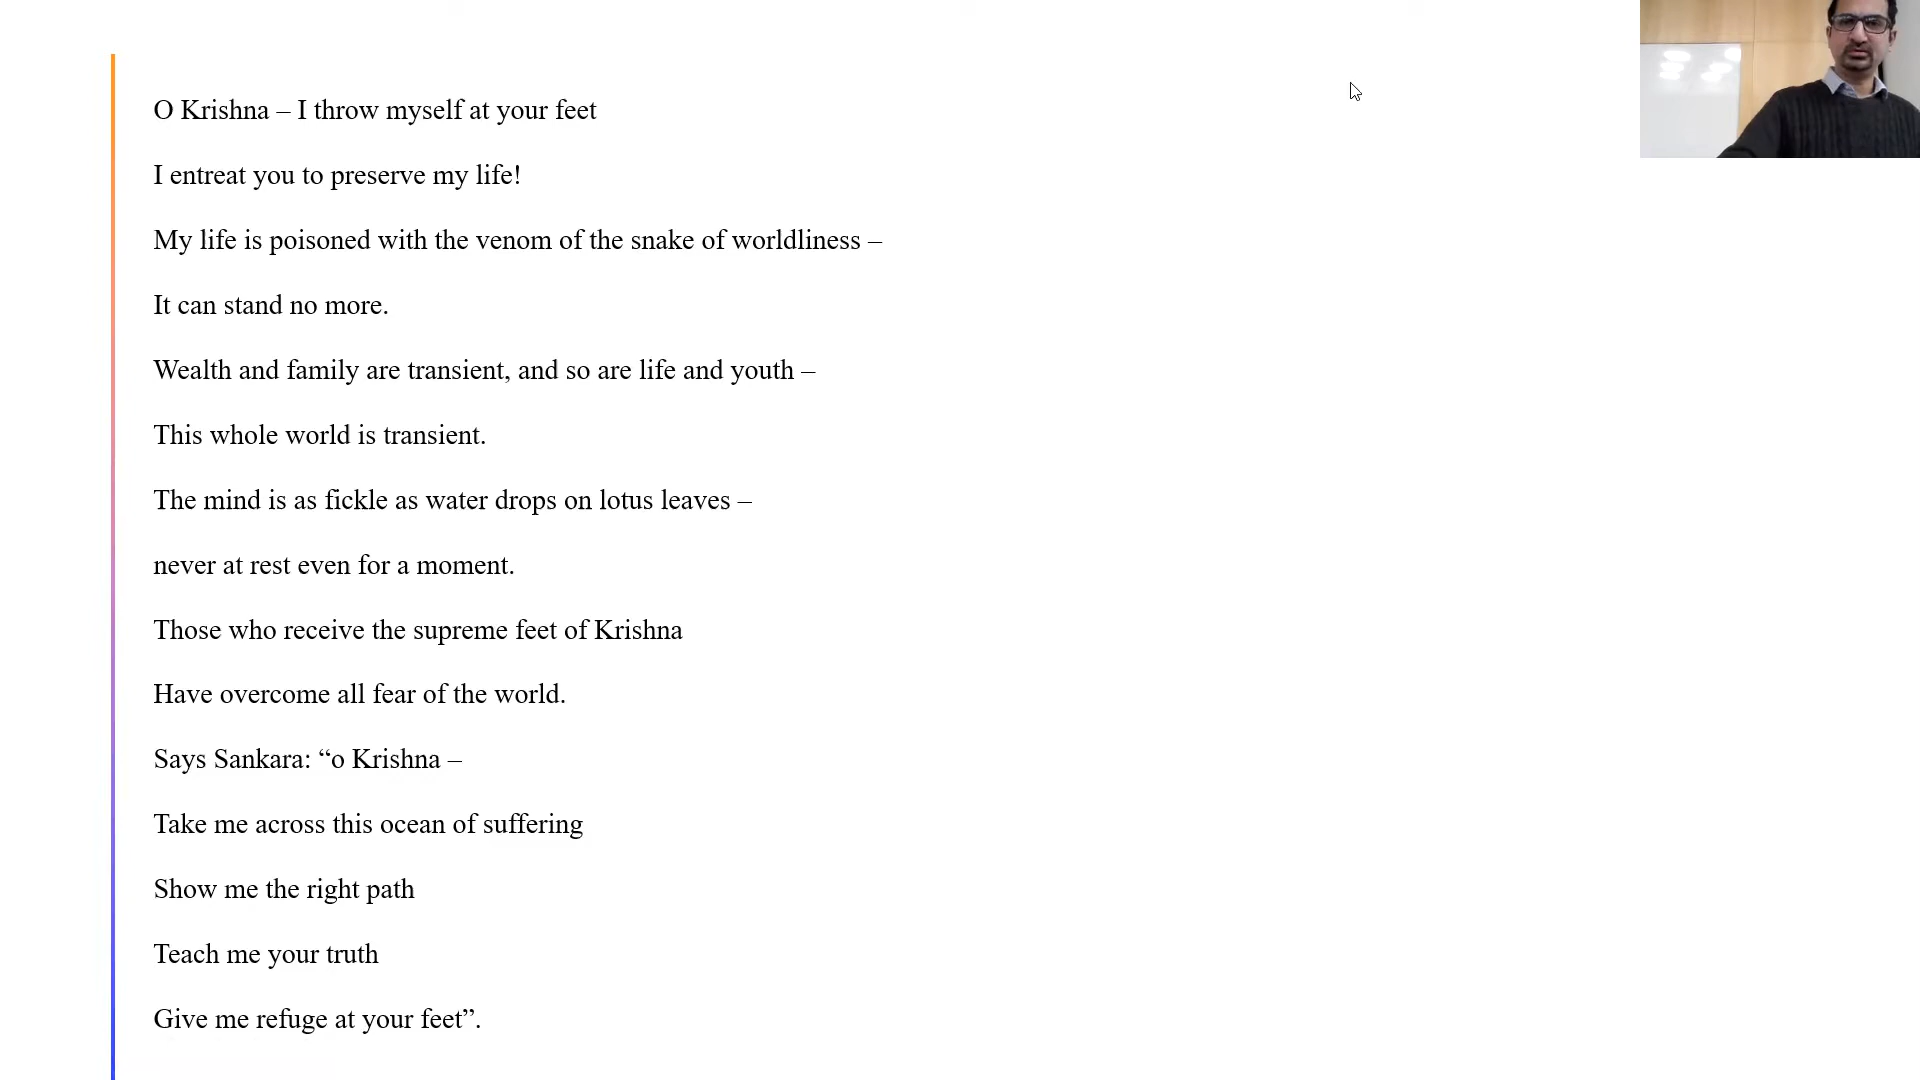 O Krishna – I throw myself at your feet
I entreat you to preserve my life!
My life is poisoned with the venom of the snake of worldliness –
It can stand no more.
Wealth and family are transient, and so are life and youth –
This whole world is transient.
The mind is as fickle as water drops on lotus leaves –
never at rest even for a moment.
Those who receive the supreme feet of Krishna
Have overcome all fear of the world.
Says Sankara: “o Krishna –
Take me across this ocean of suffering
Show me the right path
Teach me your truth
Give me refuge at your feet”.